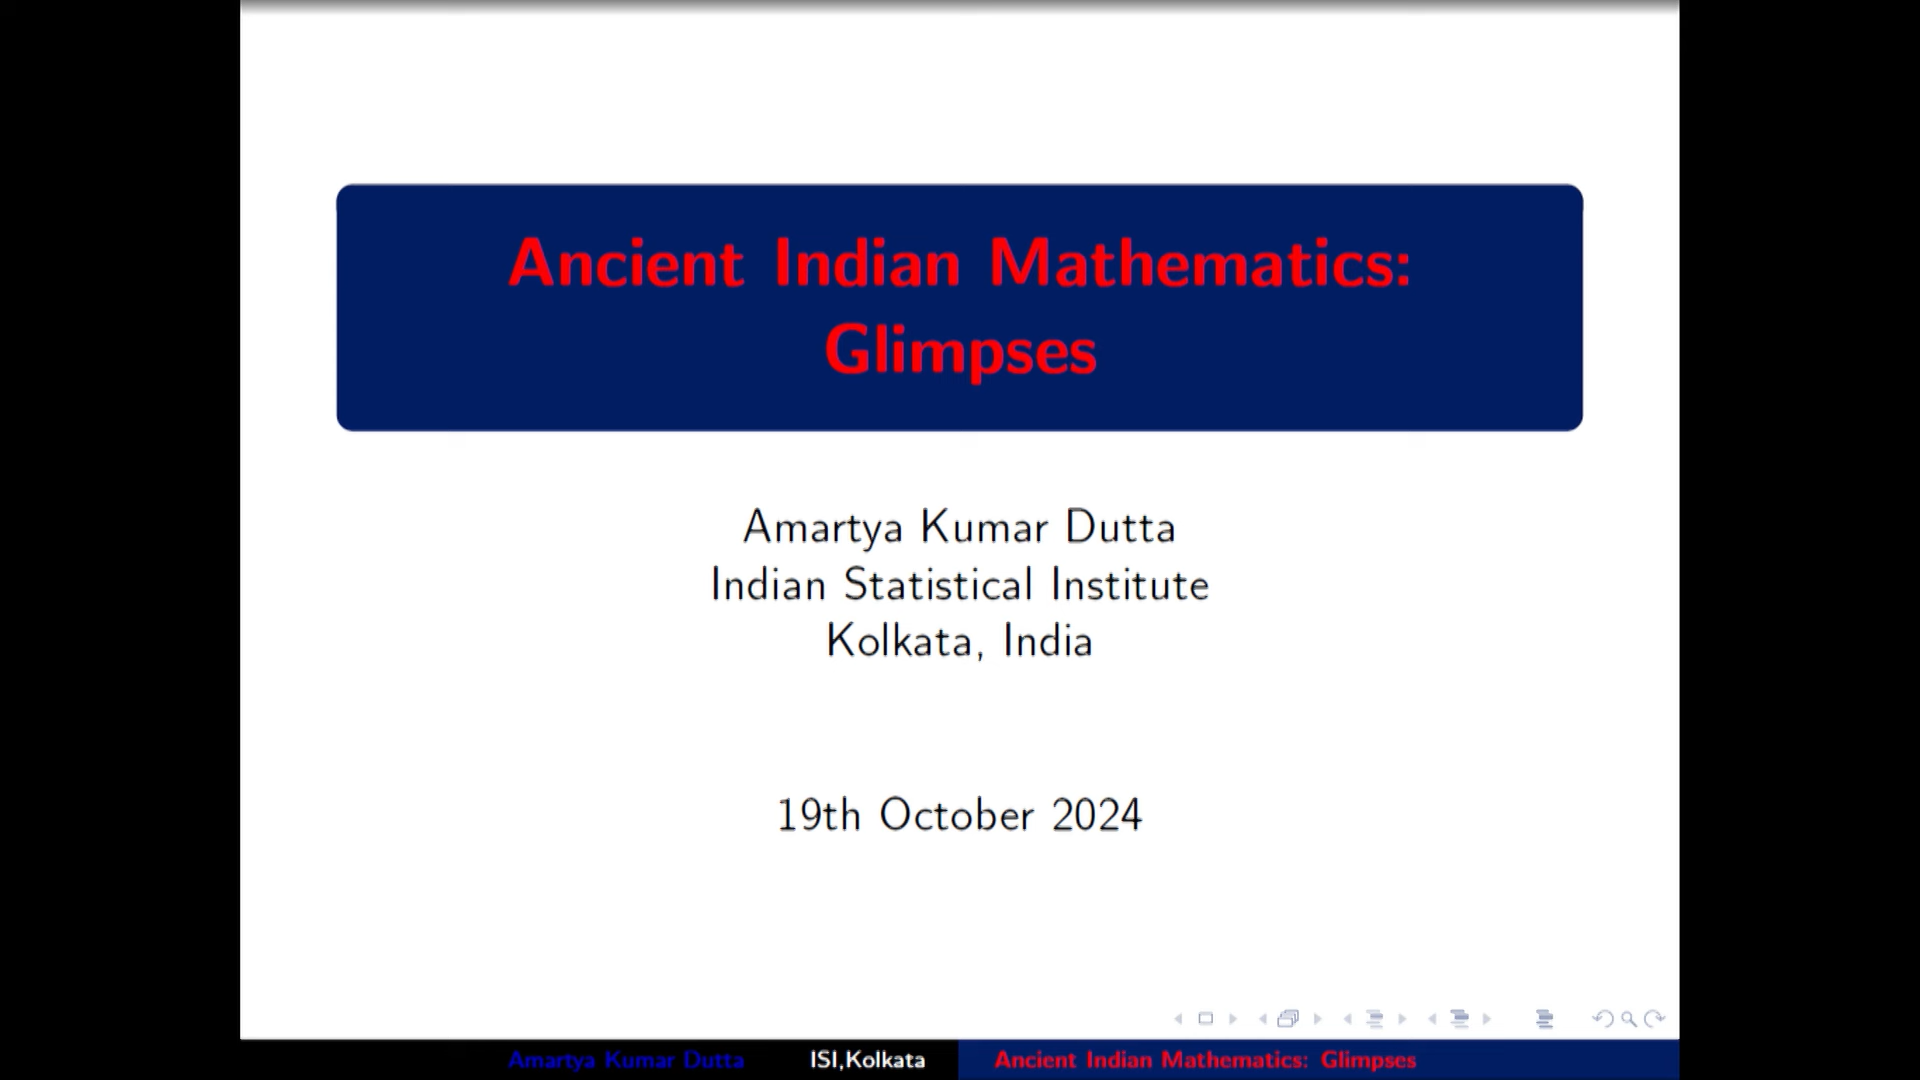 Ancient Indian Mathematics:
Glimpses
Amartya Kumar Dutta
Indian Statistical Institute
Kolkata, India
19th October 2024
Amartya Kumar Dutta ISI,Kolkata Ancient Indian Mathematics: Glimpses